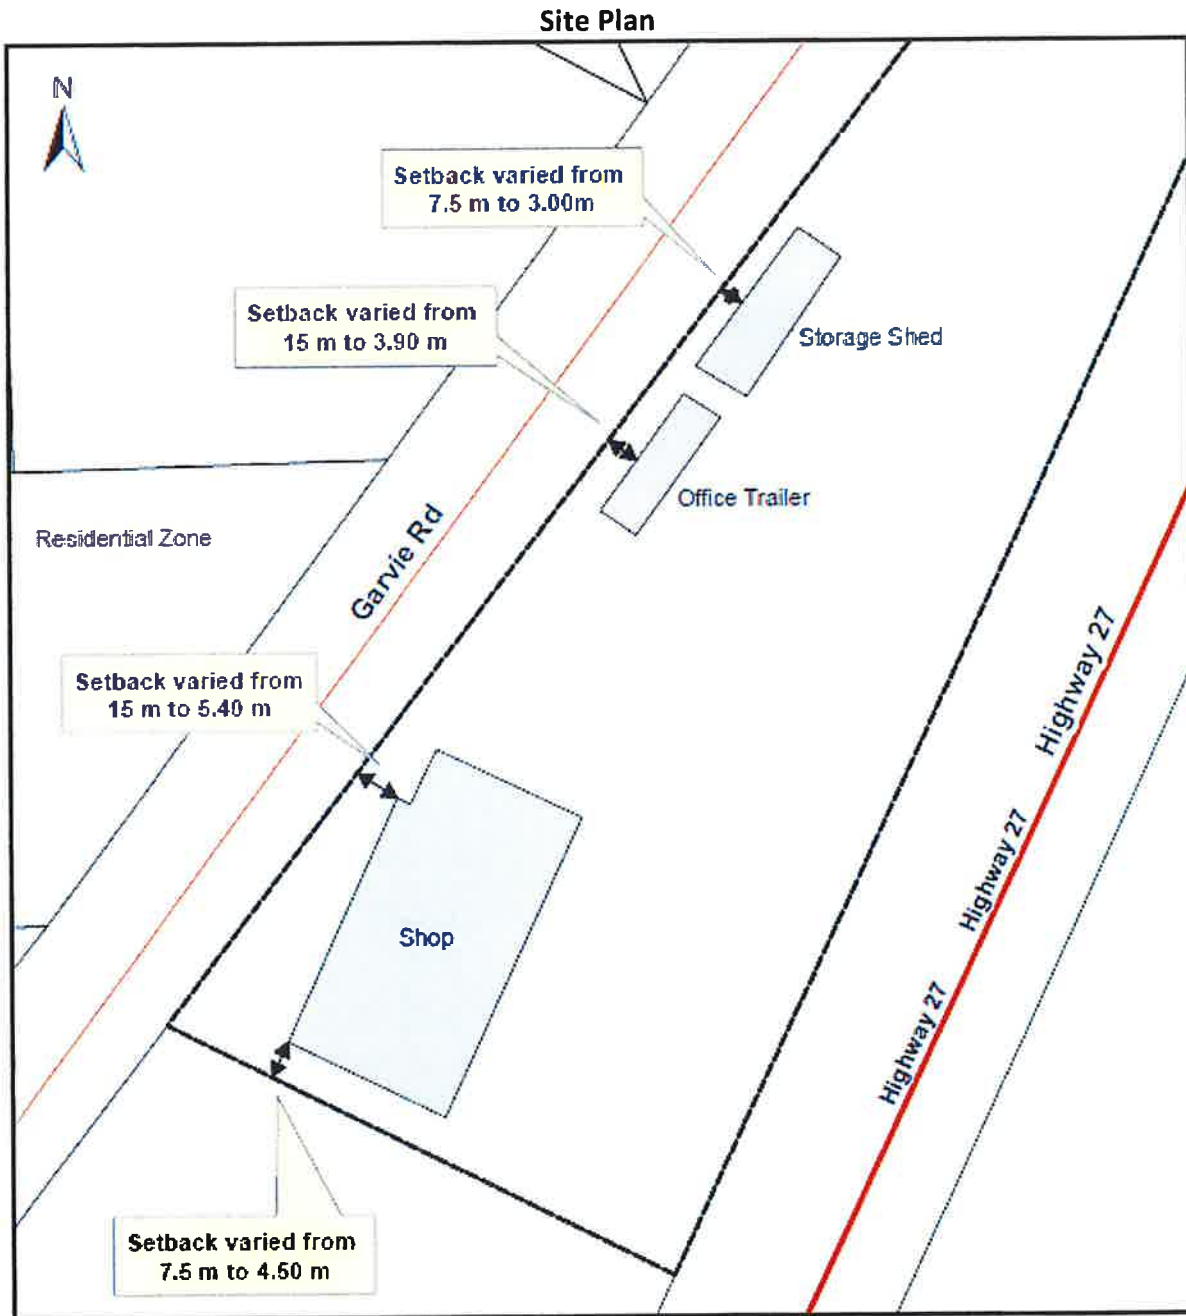 Site Plan
N
Setback varied from
7.5 m to 3.00m
Setback varied from
15 m to 3.90 m
Storage Shed
Office Trailer
Residential Zone
Garvie Rd
Setback varied from
15 m to 5.40 m
Highway 27
Highway 27
Shop
Highway 27
Setback varied from
7.5 m to 4.50 m